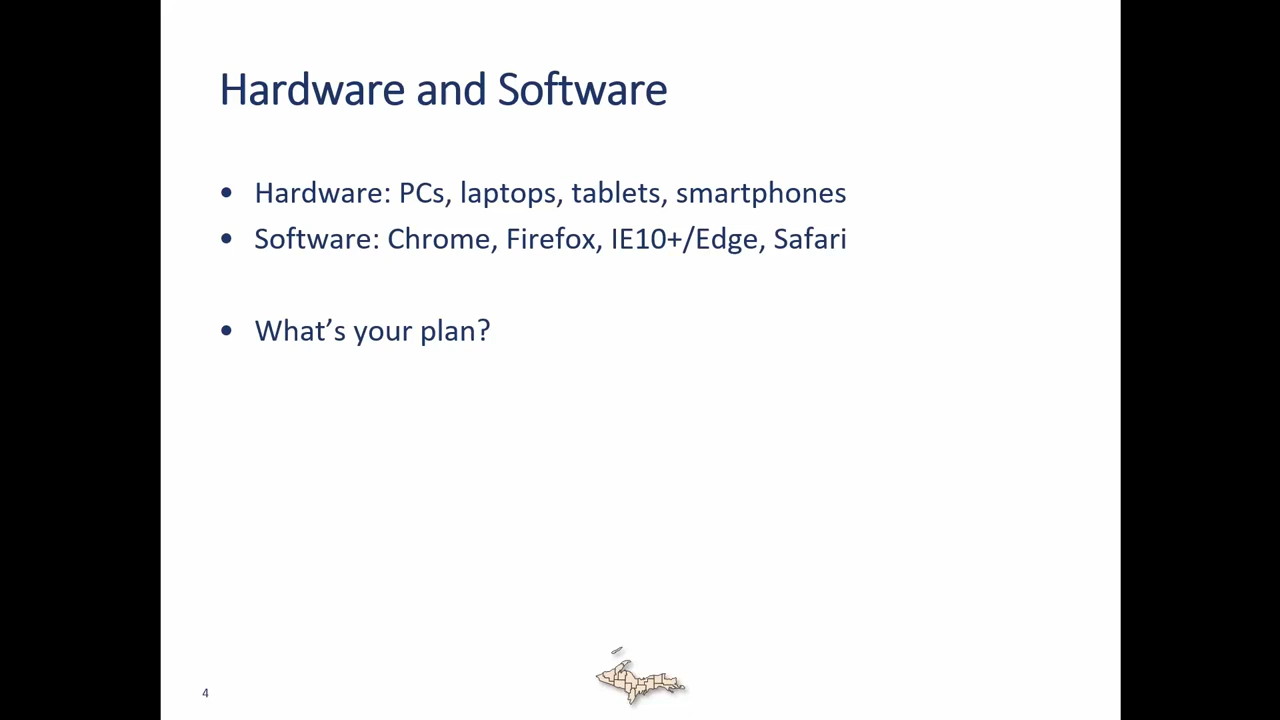 Hardware and Software
• Hardware: PCs, laptops, tablets, smartphones
• Software: Chrome, Firefox, IE10+/Edge, Safari
• What’s your plan?
4